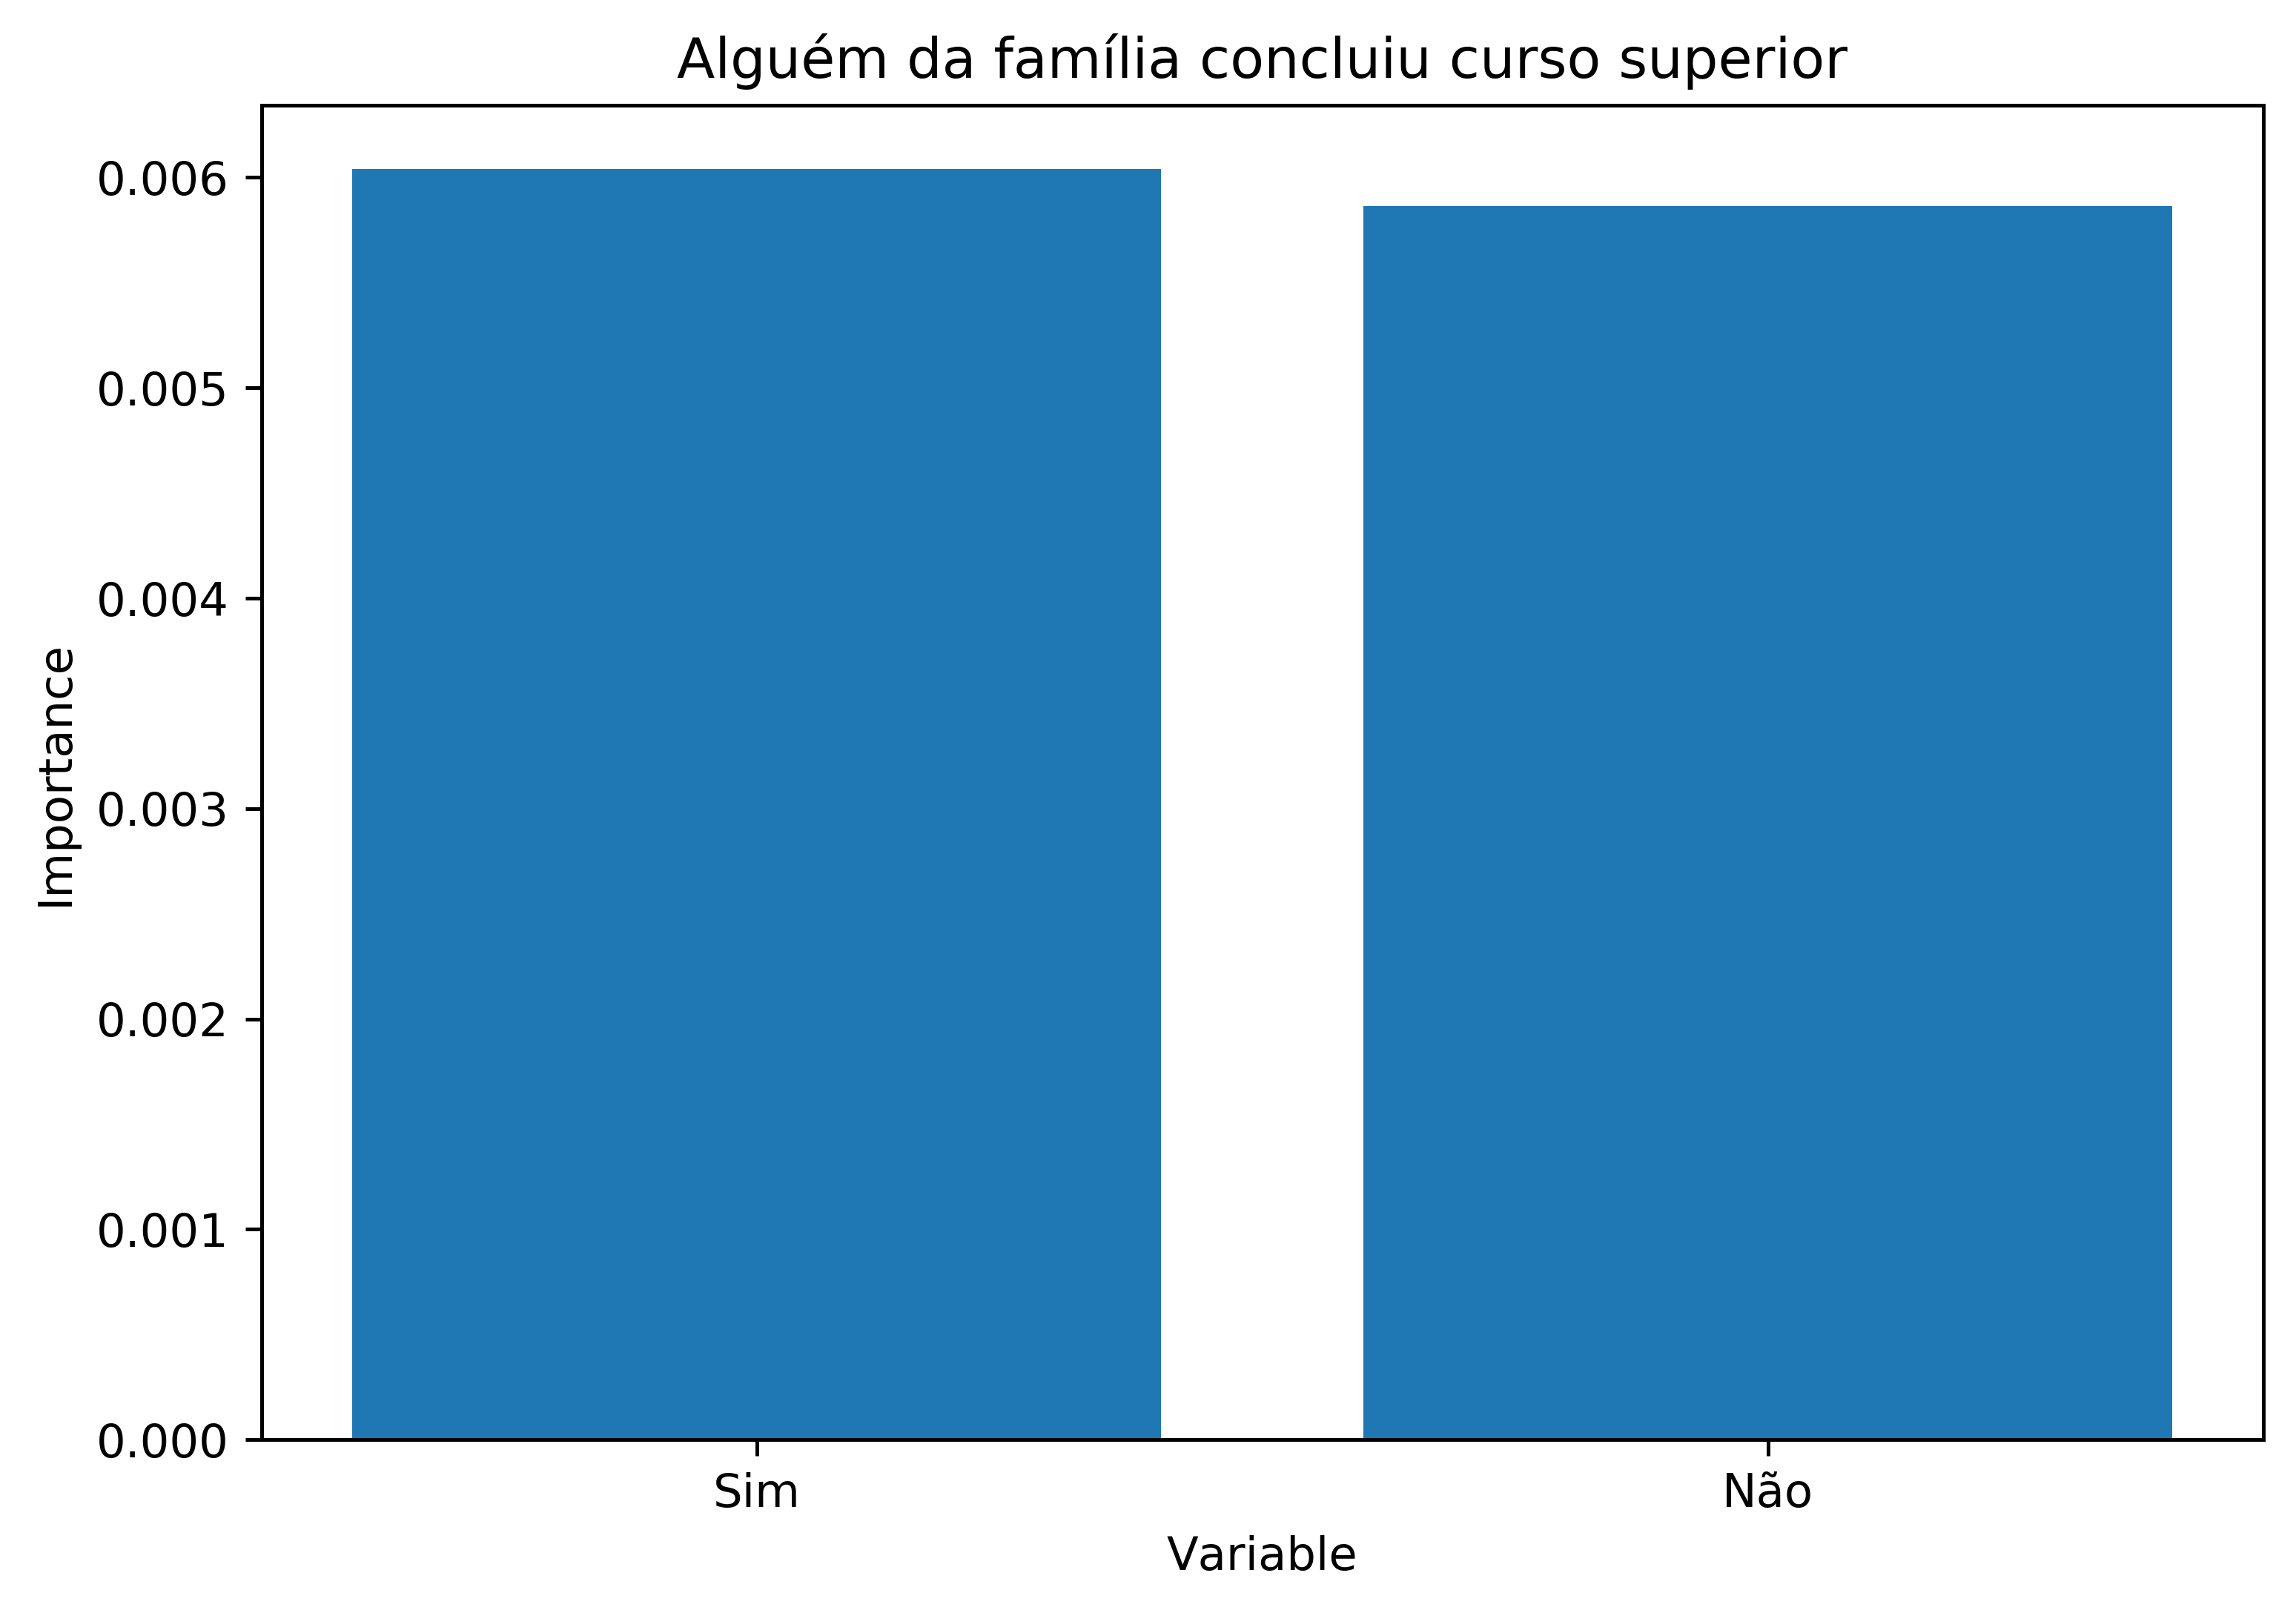 Alguém da família concluiu curso superior
0.006
0.005
0.004
0.003
0.002
0.001
0.000
Importance
Sim
Não
Variable